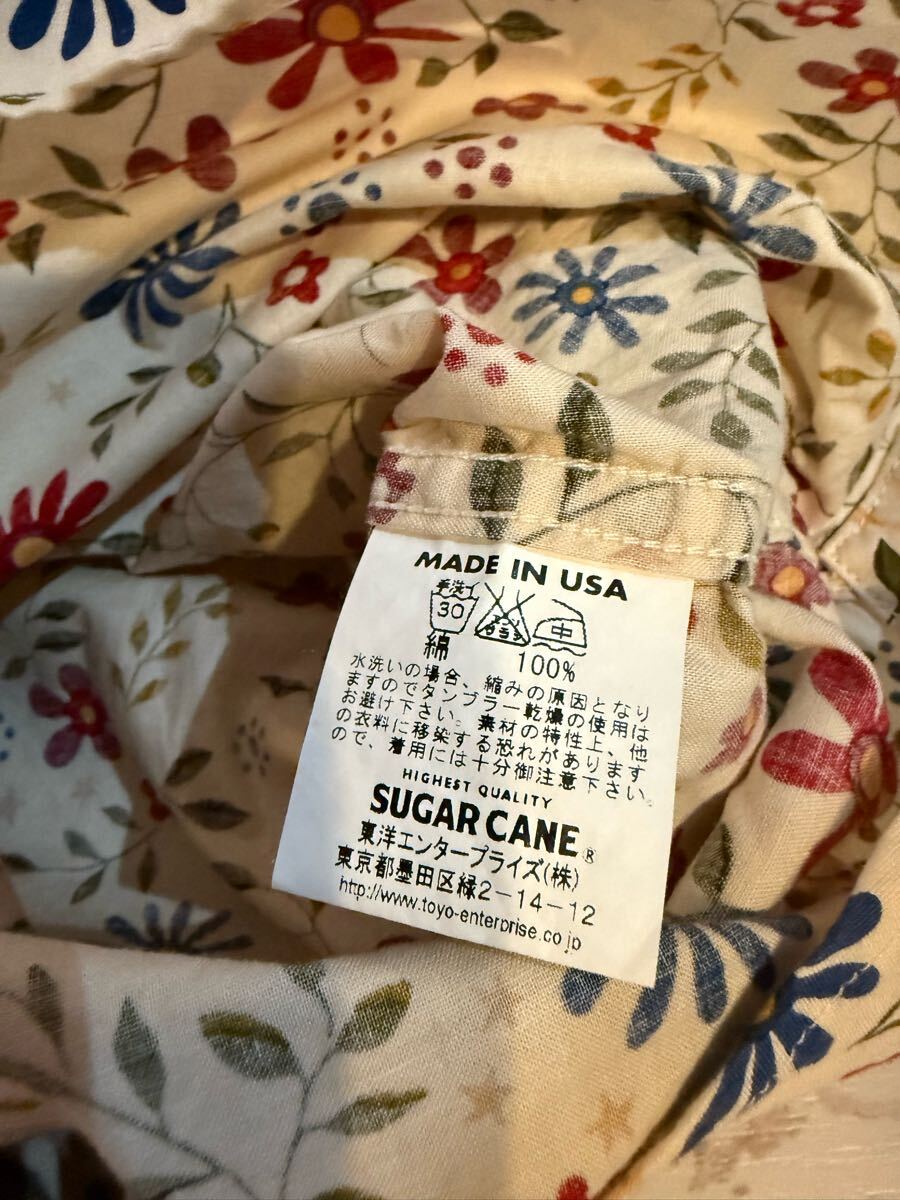 MADE IN USA
手洗イ
30
中
綿 100%
水洗いの場合、縮みの原因となり
ますのでタンブラー乾燥の使用は
お避け下さい。素材の特性上、他
の衣料に移染する恐れがあります
ので、着用には十分御注意下さい。
HIGHEST QUALITY
SUGAR CANE®
東洋エンタープライズ(株)
東京都墨田区緑2-14-12
http://www.toyo-enterprise.co.jp